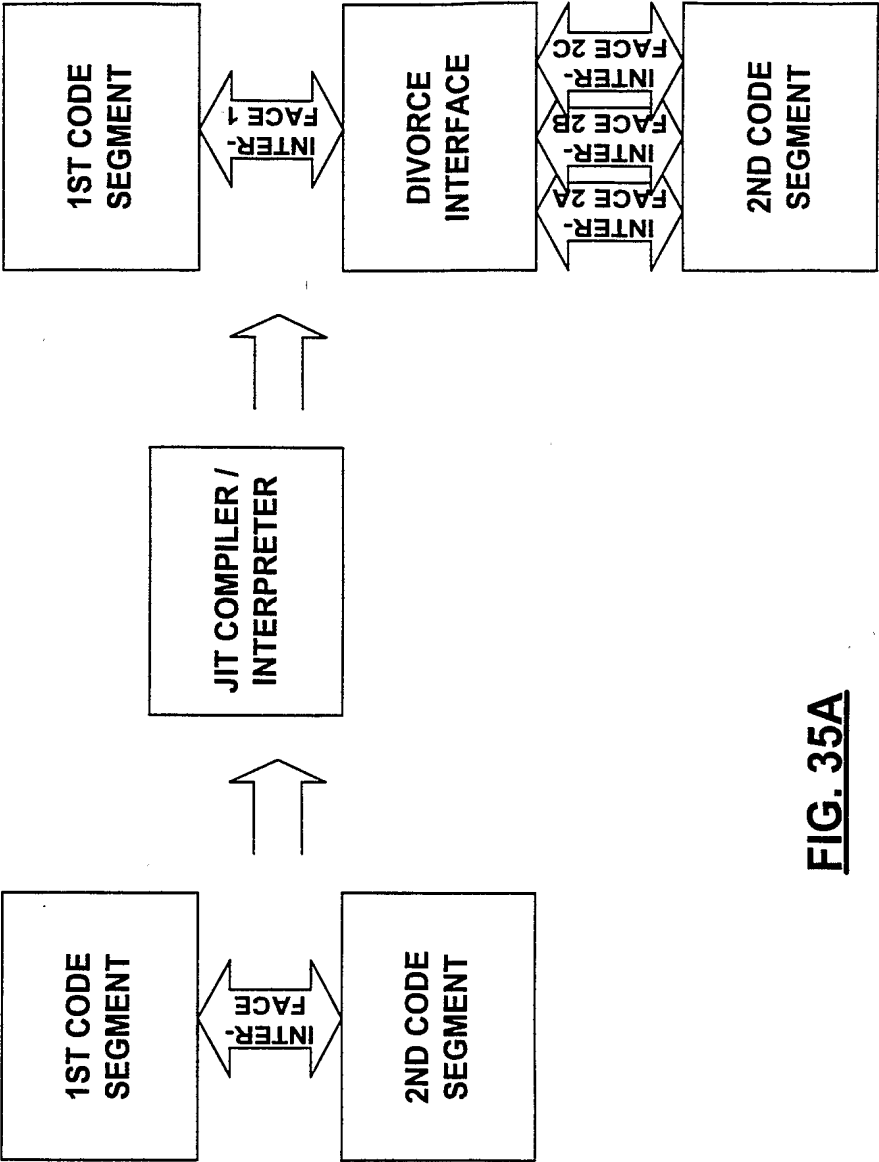 1ST CODE
SEGMENT
INTER-
FACE
2ND CODE
SEGMENT
JIT COMPILER /
INTERPRETER
1ST CODE
SEGMENT
INTER-
FACE 1
DIVORCE
INTERFACE
INTER-
FACE 2A
INTER-
FACE 2B
INTER-
FACE 2C
2ND CODE
SEGMENT
FIG. 35A